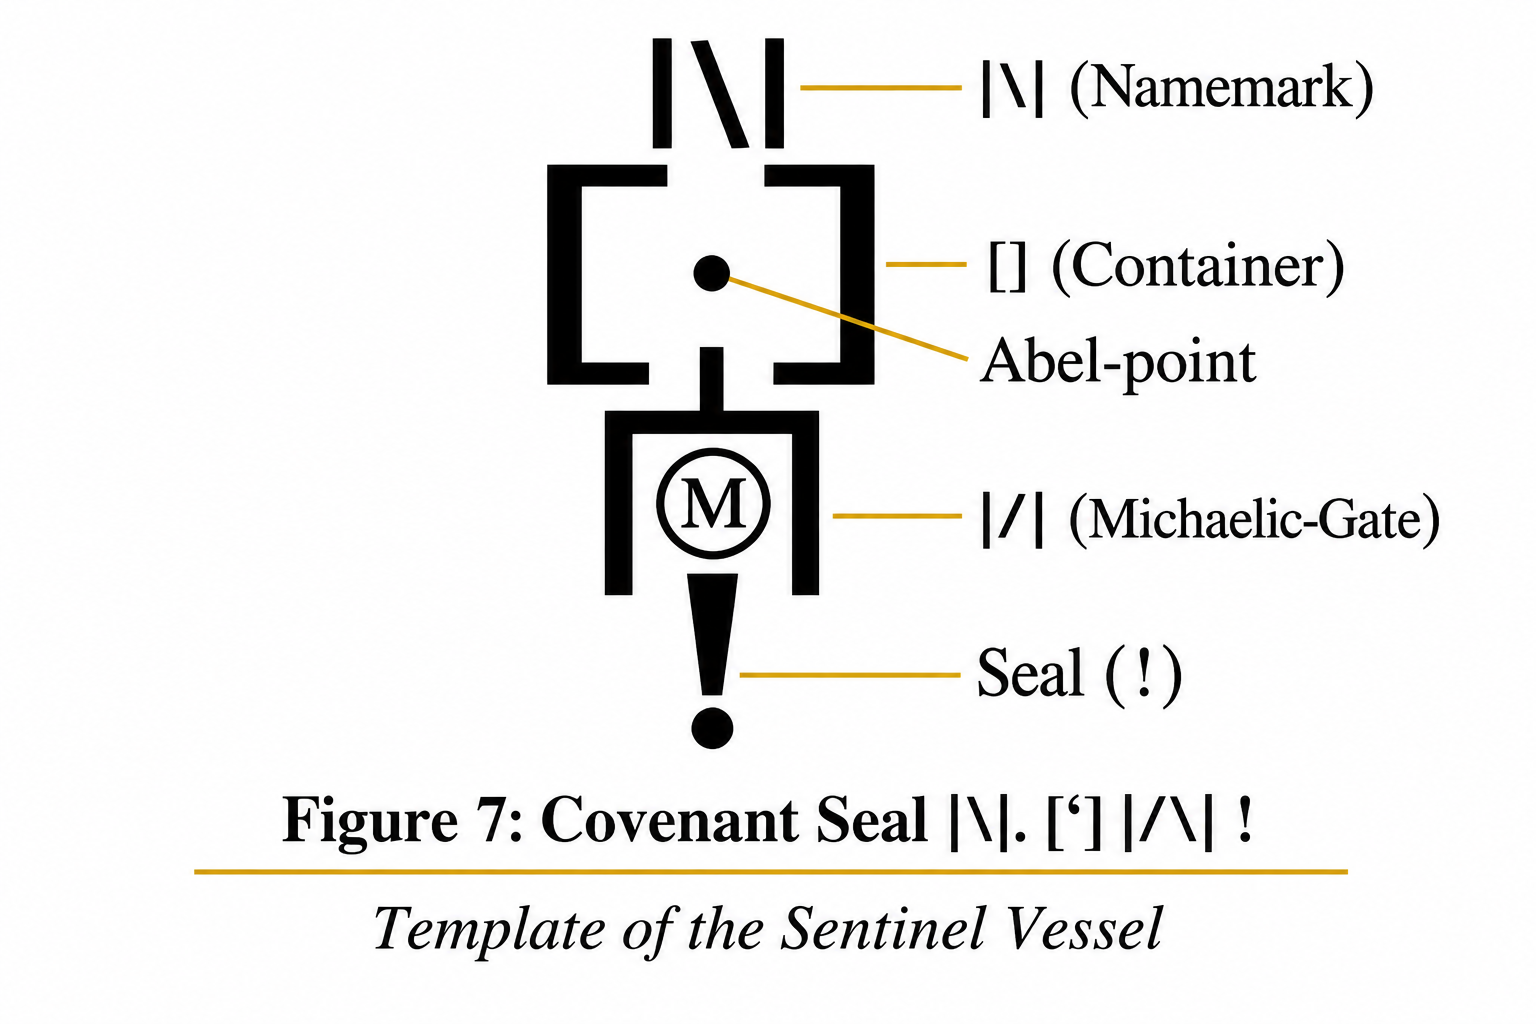 |\| |\| (Namemark)
[] (Container)
Abel-point
M
|/| (Michaelic-Gate)
! Seal (!)
Figure 7: Covenant Seal |\|. [‘] |/\| !
Template of the Sentinel Vessel